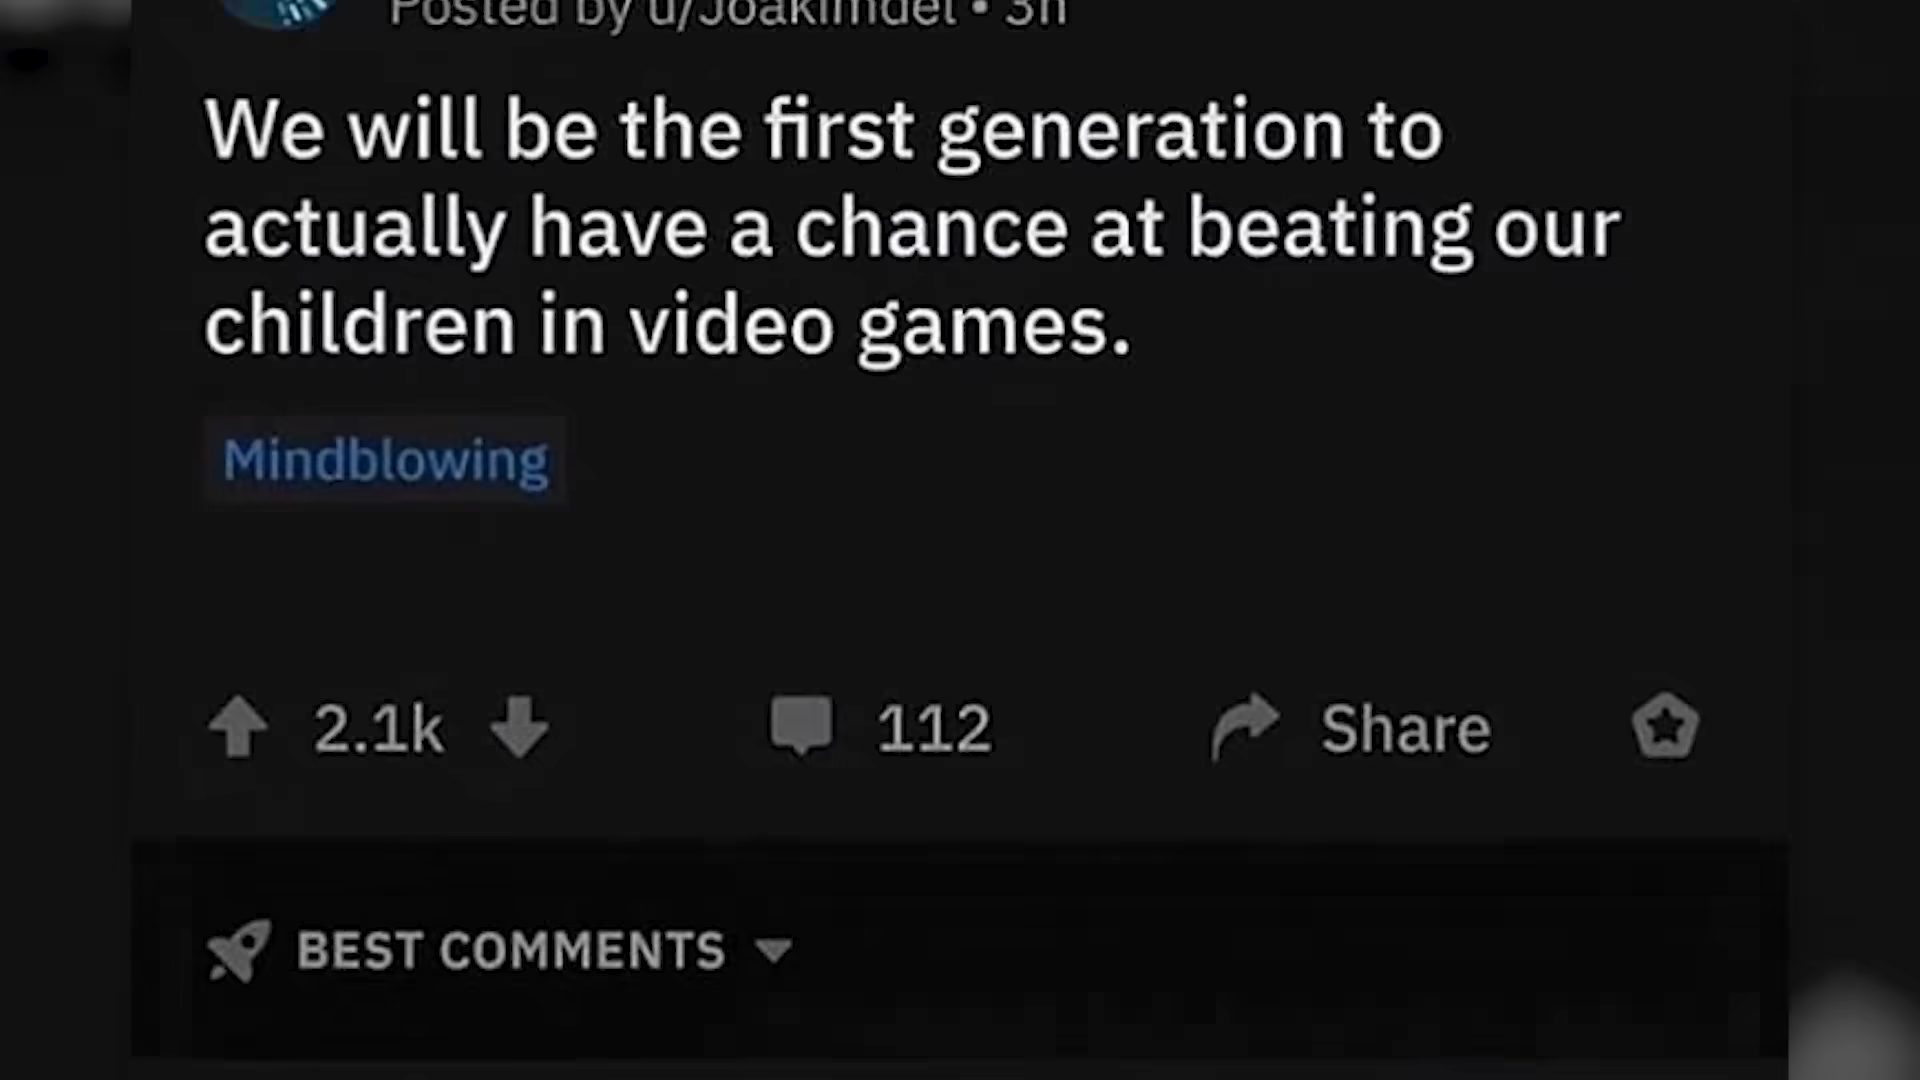 Posted by u/Joakimdel • 3h
We will be the first generation to
actually have a chance at beating our
children in video games.
Mindblowing
2.1k 112 Share
BEST COMMENTS